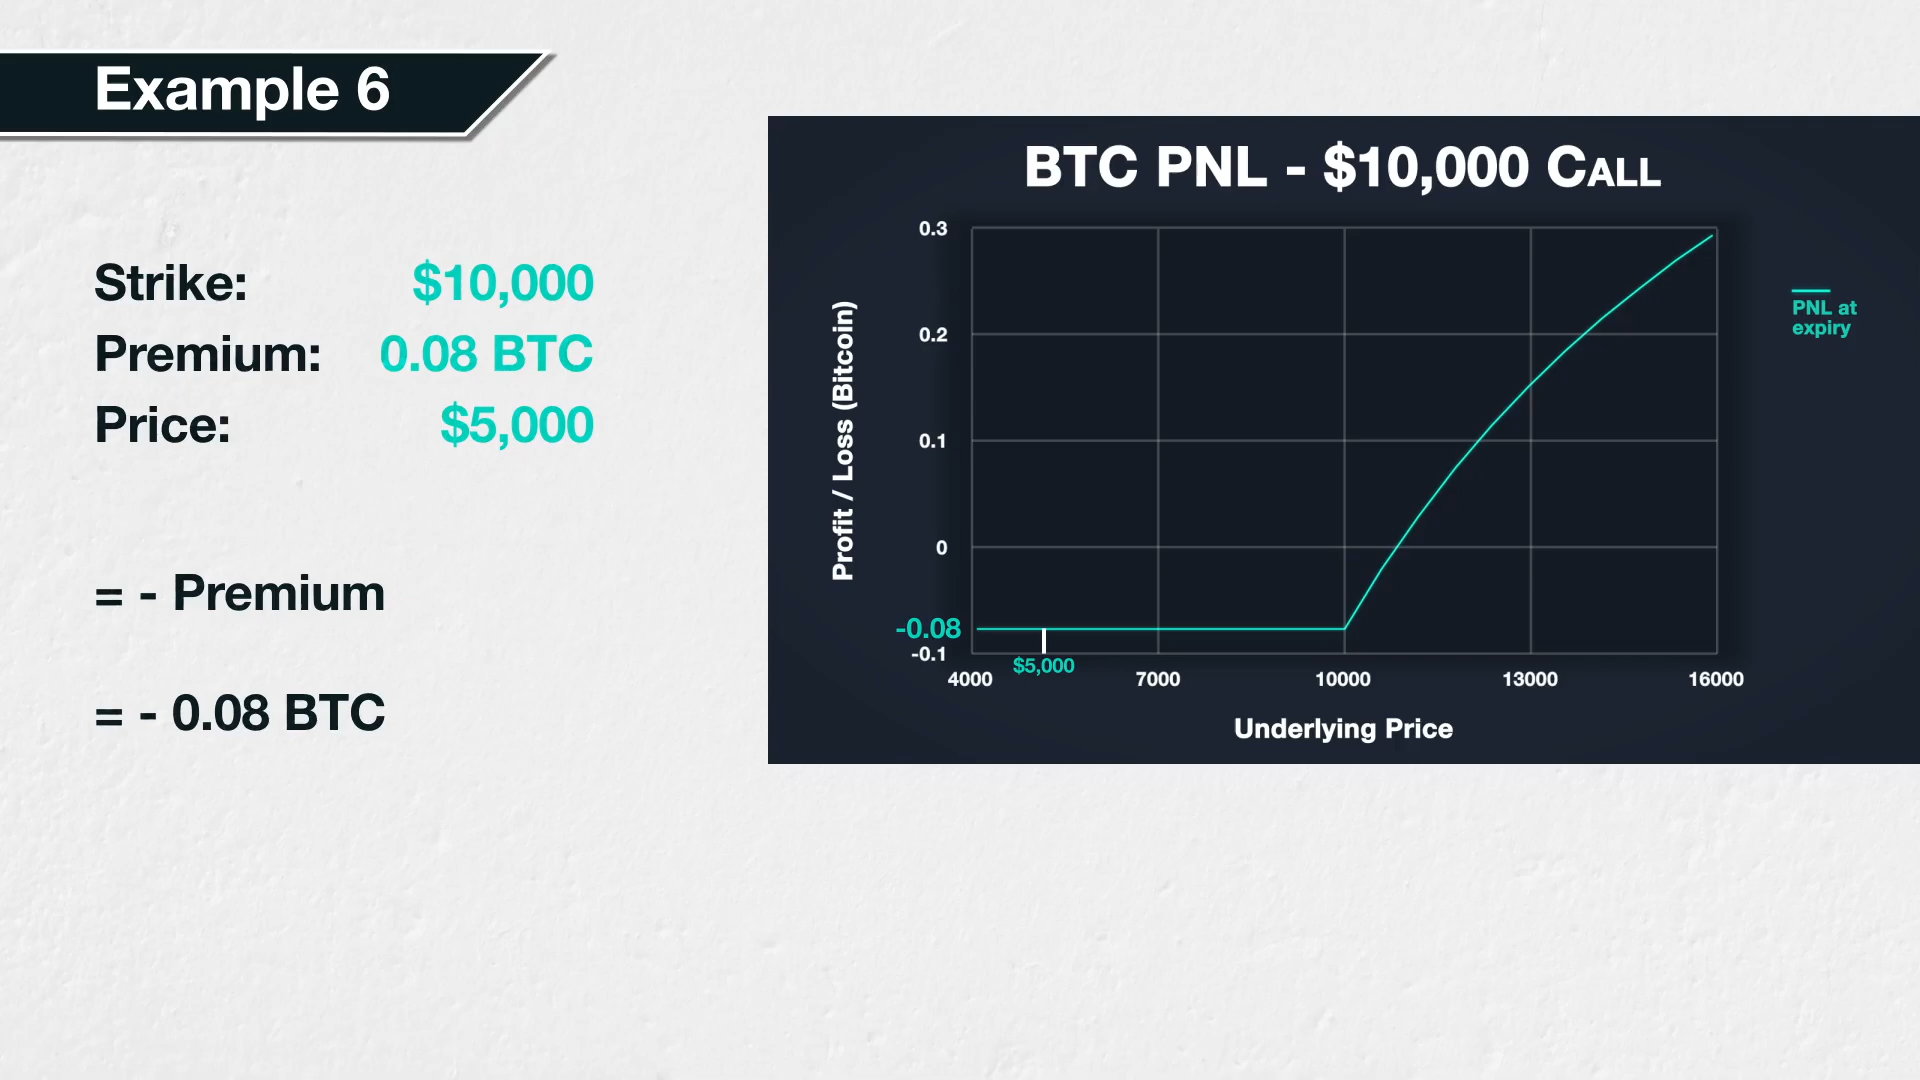 Example 6
Strike: $10,000
Premium: 0.08 BTC
Price: $5,000
= - Premium
= - 0.08 BTC
BTC PNL - $10,000 CALL
Profit / Loss (Bitcoin)
0.3
0.2
0.1
0
-0.08
-0.1
$5,000
4000 7000 10000 13000 16000
Underlying Price
PNL at
expiry